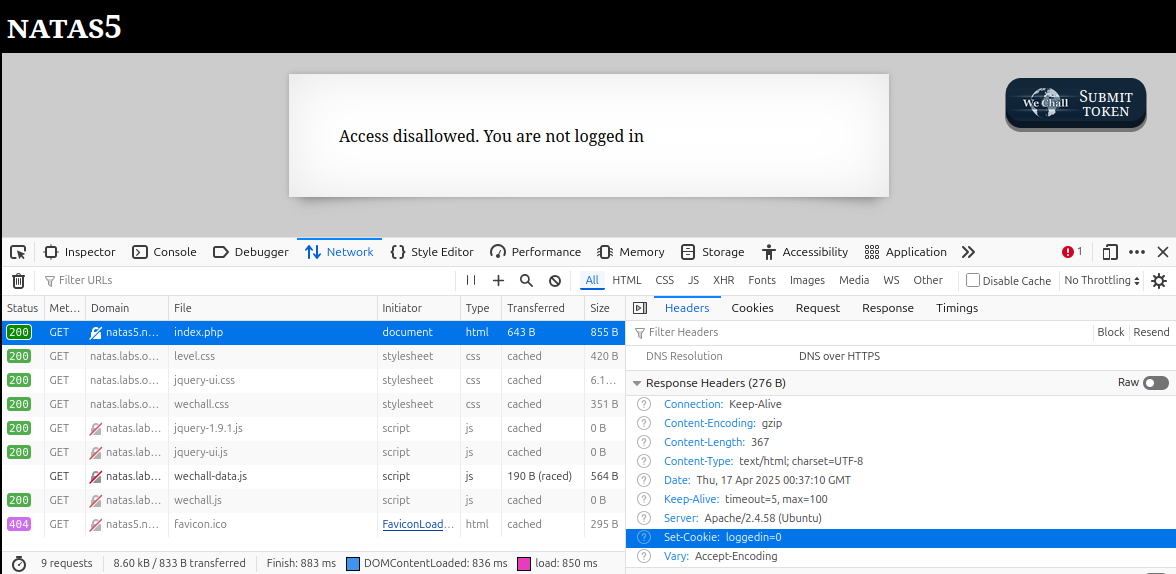 NATAS5
Access disallowed. You are not logged in
We Chall SUBMIT TOKEN
Inspector Console Debugger Network Style Editor Performance Memory Storage Accessibility Application 1
Filter URLs All HTML CSS JS XHR Fonts Images Media WS Other Disable Cache No Throttling
Status Met... Domain File Initiator Type Transferred Size
200 GET natas5.n... index.php document html 643 B 855 B
200 GET natas.labs.o... level.css stylesheet css cached 420 B
200 GET natas.labs.o... jquery-ui.css stylesheet css cached 6.1...
200 GET natas.labs.o... wechall.css stylesheet css cached 351 B
200 GET natas.lab... jquery-1.9.1.js script js cached 0 B
200 GET natas.lab... jquery-ui.js script js cached 0 B
GET natas.lab... wechall-data.js script js 190 B (raced) 564 B
200 GET natas.lab... wechall.js script js cached 0 B
404 GET natas5.n... favicon.ico FaviconLoad... html cached 295 B
9 requests 8.60 kB / 833 B transferred Finish: 883 ms DOMContentLoaded: 836 ms load: 850 ms
Headers Cookies Request Response Timings
Filter Headers Block Resend
DNS Resolution DNS over HTTPS
Response Headers (276 B) Raw
Connection: Keep-Alive
Content-Encoding: gzip
Content-Length: 367
Content-Type: text/html; charset=UTF-8
Date: Thu, 17 Apr 2025 00:37:10 GMT
Keep-Alive: timeout=5, max=100
Server: Apache/2.4.58 (Ubuntu)
Set-Cookie: loggedin=0
Vary: Accept-Encoding